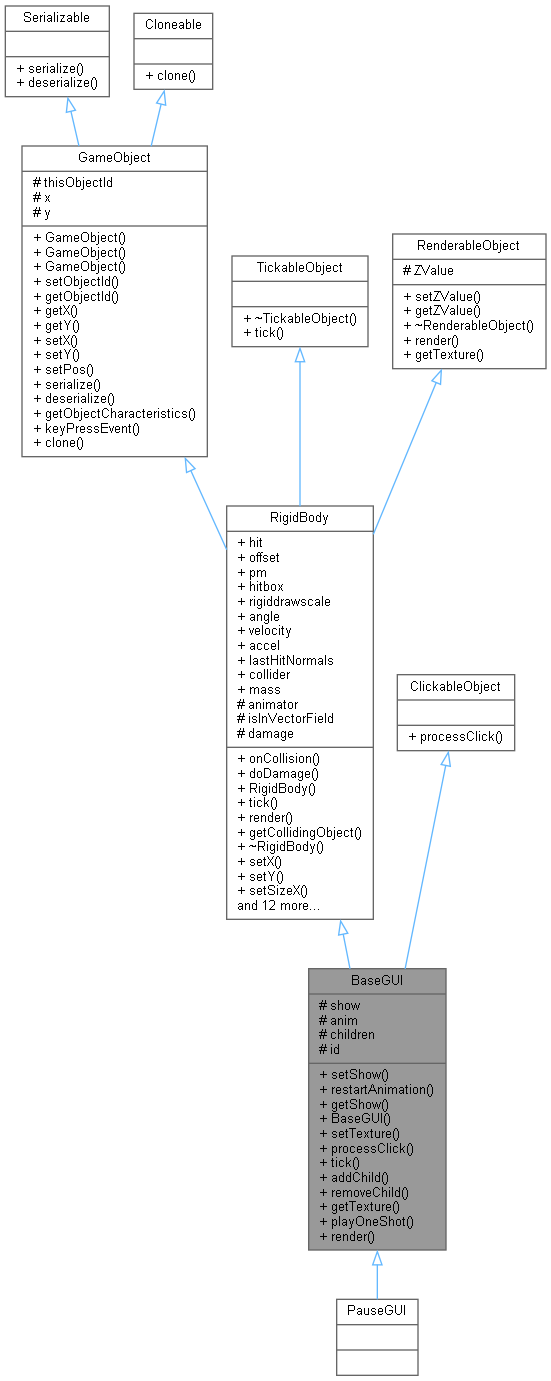 Serializable
+ serialize()
+ deserialize()
Cloneable
+ clone()
GameObject
# thisObjectId
# x
# y
+ GameObject()
+ GameObject()
+ GameObject()
+ setObjectId()
+ getObjectId()
+ getX()
+ getY()
+ setX()
+ setY()
+ setPos()
+ serialize()
+ deserialize()
+ getObjectCharacteristics()
+ keyPressEvent()
+ clone()
TickableObject
+ ~TickableObject()
+ tick()
RenderableObject
# ZValue
+ setZValue()
+ getZValue()
+ ~RenderableObject()
+ render()
+ getTexture()
RigidBody
+ hit
+ offset
+ pm
+ hitbox
+ rigiddrawscale
+ angle
+ velocity
+ accel
+ lastHitNormals
+ collider
+ mass
# animator
# isInVectorField
# damage
+ onCollision()
+ doDamage()
+ RigidBody()
+ tick()
+ render()
+ getCollidingObject()
+ ~RigidBody()
+ setX()
+ setY()
+ setSizeX()
and 12 more...
ClickableObject
+ processClick()
BaseGUI
# show
# anim
# children
# id
+ setShow()
+ restartAnimation()
+ getShow()
+ BaseGUI()
+ setTexture()
+ processClick()
+ tick()
+ addChild()
+ removeChild()
+ getTexture()
+ playOneShot()
+ render()
PauseGUI